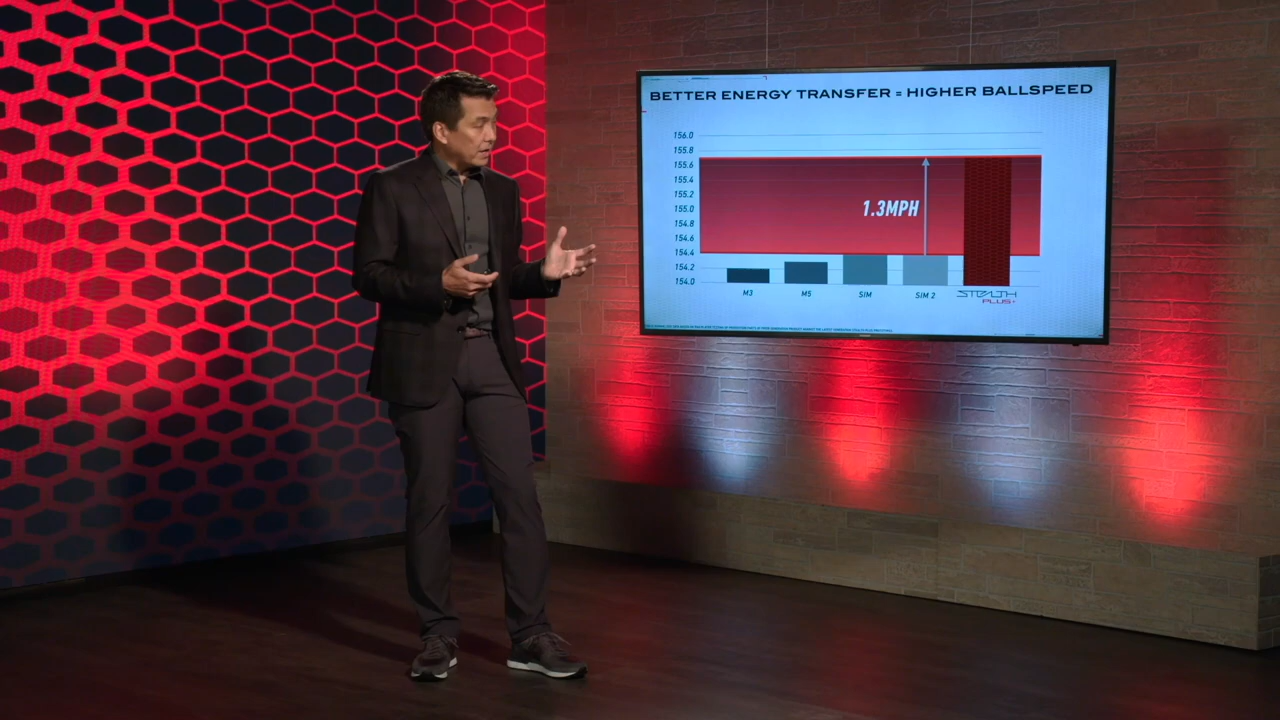 BETTER ENERGY TRANSFER = HIGHER BALLSPEED
156.0
155.8
155.6
155.4
155.2
155.0
154.8
154.6
154.4
154.2
154.0
1.3MPH
M3
M5
SIM
SIM 2
STEALTH
PLUS+